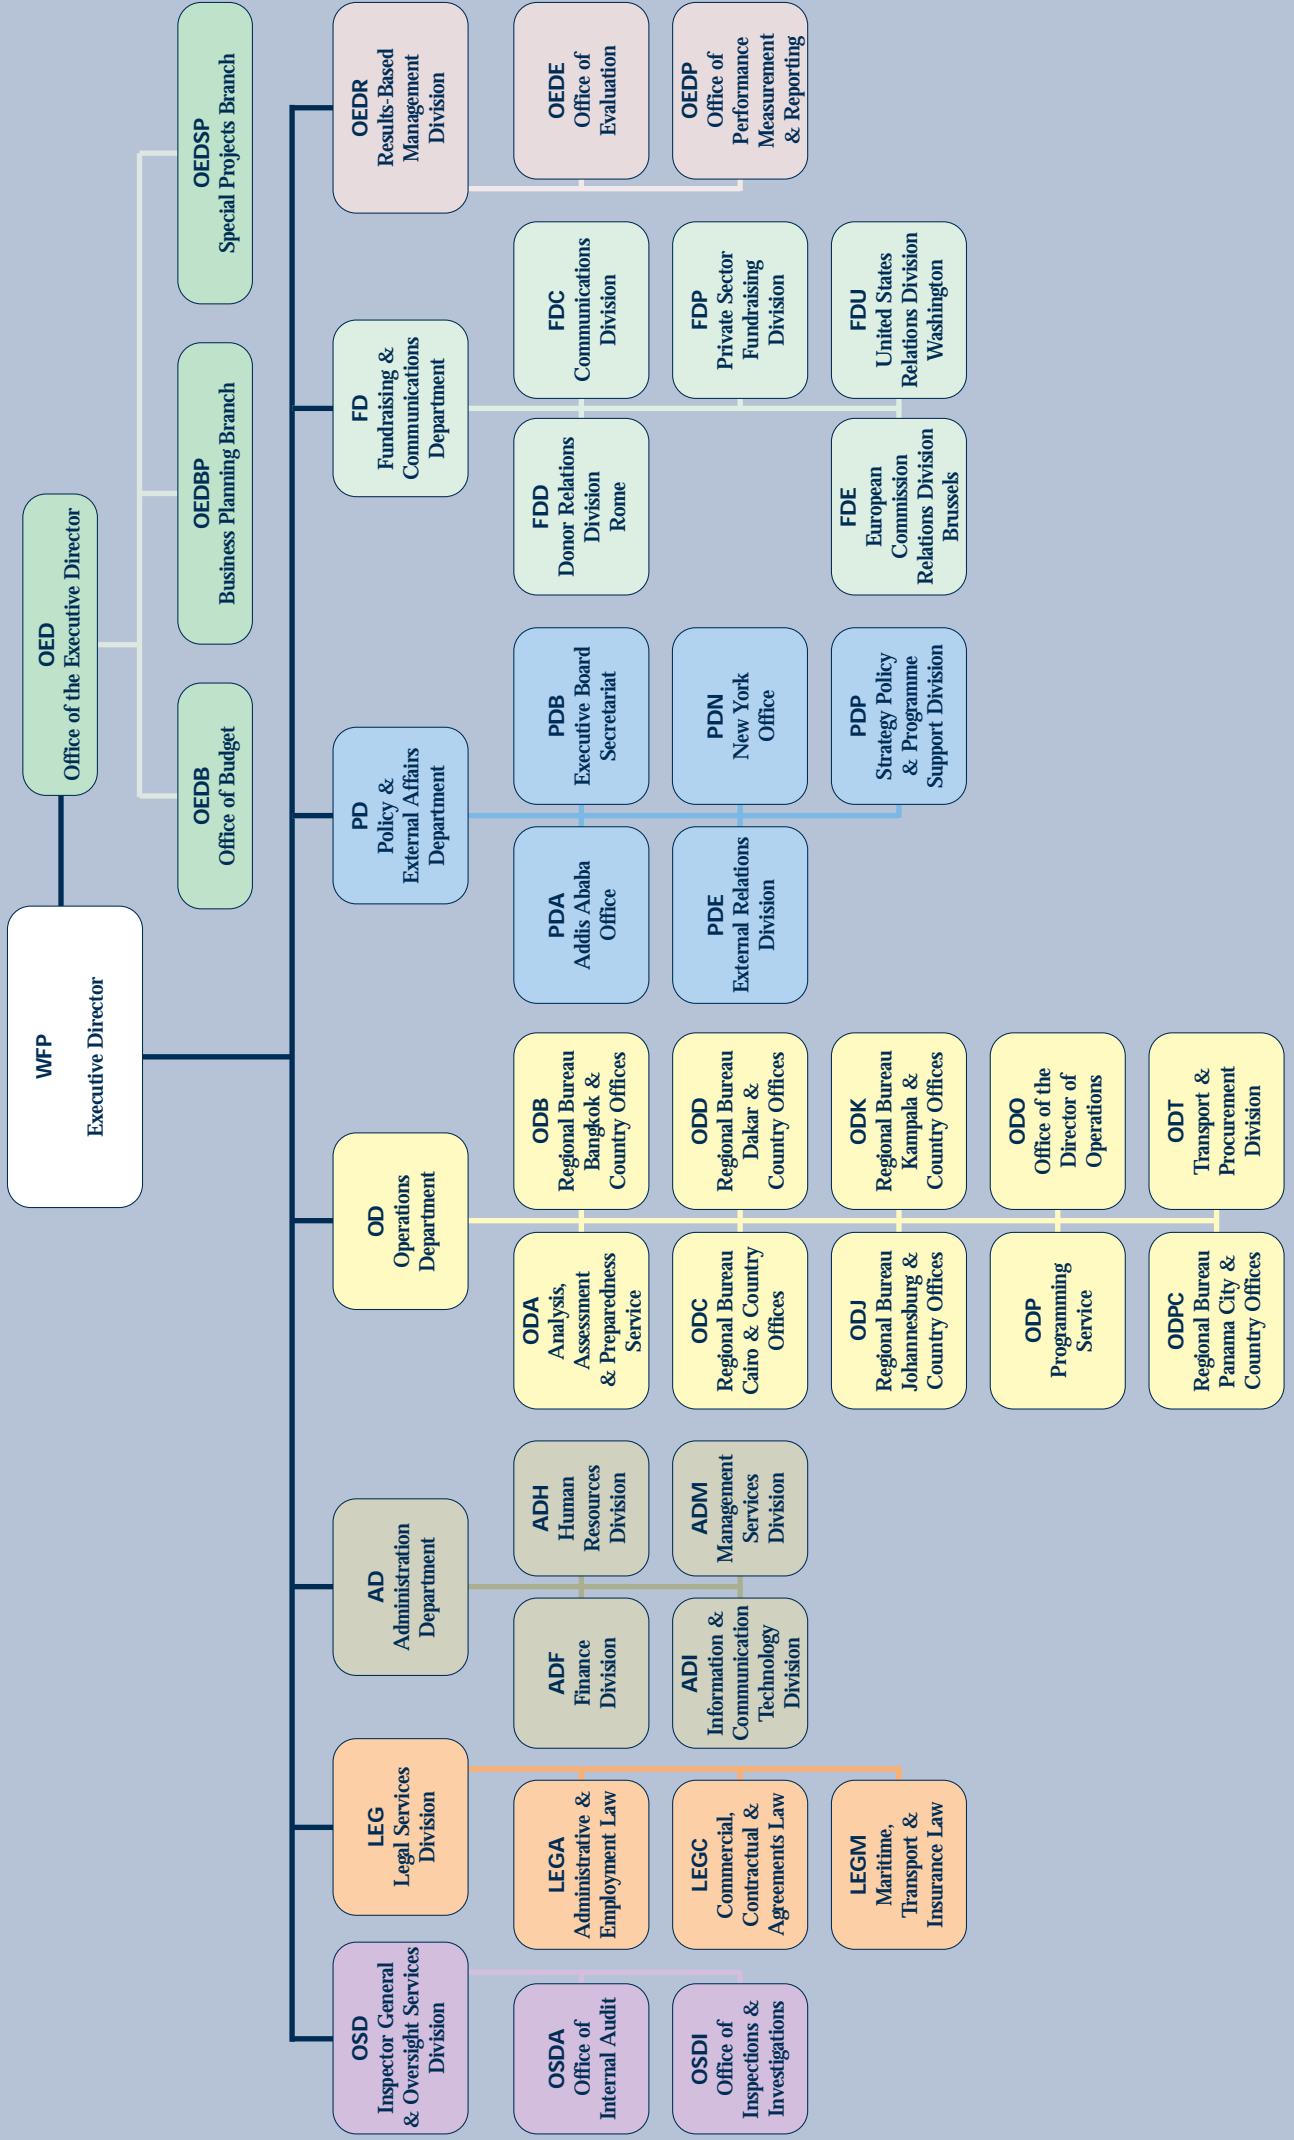 WFP
Executive Director
OED
Office of the Executive Director
OEDB
Office of Budget
OEDBP
Business Planning Branch
OEDSP
Special Projects Branch
OSD
Inspector General
& Oversight Services
Division
LEG
Legal Services
Division
AD
Administration
Department
OD
Operations
Department
PD
Policy &
External Affairs
Department
FD
Fundraising &
Communications
Department
OEDR
Results-Based
Management
Division
OSDA
Office of
Internal Audit
OSDI
Office of
Inspections &
Investigations
LEGA
Administrative &
Employment Law
LEGC
Commercial,
Contractual &
Agreements Law
LEGM
Maritime,
Transport &
Insurance Law
ADF
Finance
Division
ADH
Human
Resources
Division
ADI
Information &
Communication
Technology
Division
ADM
Management
Services
Division
ODA
Analysis,
Assessment
& Preparedness
Service
ODB
Regional Bureau
Bangkok &
Country Offices
ODC
Regional Bureau
Cairo & Country
Offices
ODD
Regional Bureau
Dakar &
Country Offices
ODJ
Regional Bureau
Johannesburg &
Country Offices
ODK
Regional Bureau
Kampala &
Country Offices
ODP
Programming
Service
ODO
Office of the
Director of
Operations
ODPC
Regional Bureau
Panama City &
Country Offices
ODT
Transport &
Procurement
Division
PDA
Addis Ababa
Office
PDB
Executive Board
Secretariat
PDE
External Relations
Division
PDN
New York
Office
PDP
Strategy Policy
& Programme
Support Division
FDD
Donor Relations
Division
Rome
FDC
Communications
Division
FDP
Private Sector
Fundraising
Division
FDE
European
Commission
Relations Division
Brussels
FDU
United States
Relations Division
Washington
OEDE
Office of
Evaluation
OEDP
Office of
Performance
Measurement
& Reporting